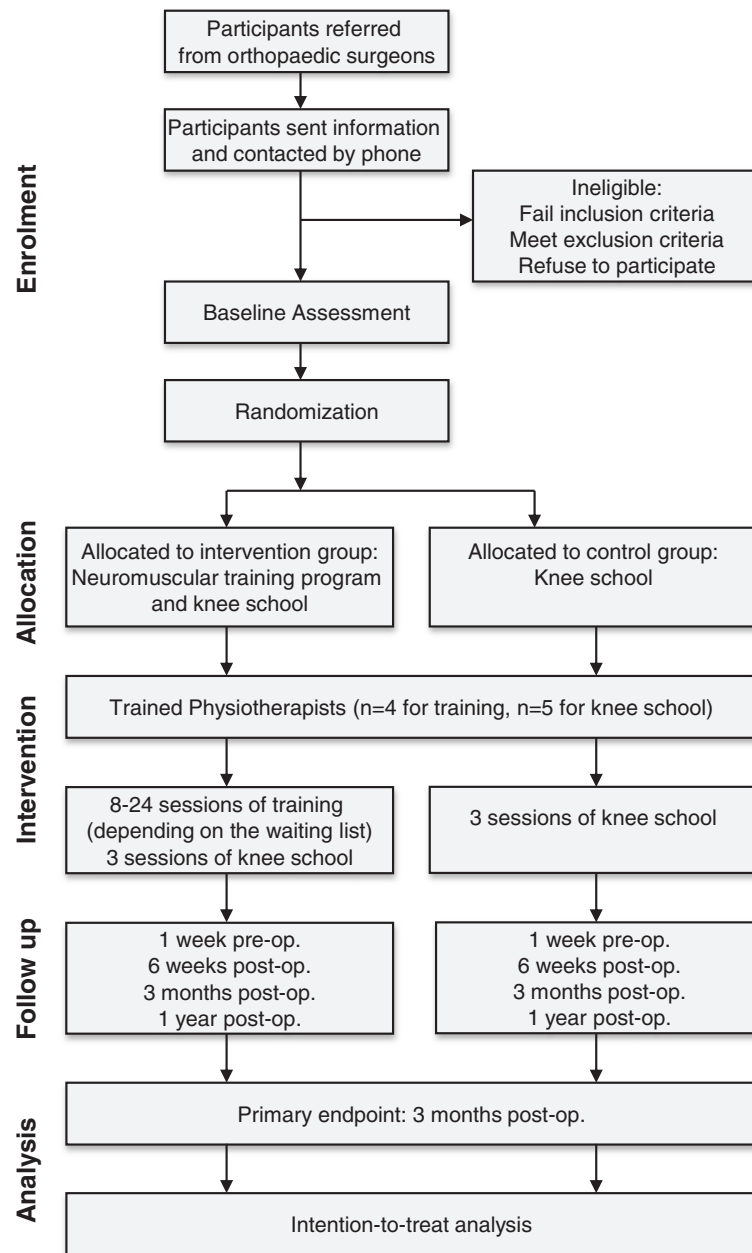 Participants referred
from orthopaedic surgeons
Participants sent information
and contacted by phone
Enrolment
Ineligible:
Fail inclusion criteria
Meet exclusion criteria
Refuse to participate
Baseline Assessment
Randomization
Allocation
Allocated to intervention group:
Neuromuscular training program
and knee school
Allocated to control group:
Knee school
Intervention
Trained Physiotherapists (n=4 for training, n=5 for knee school)
8-24 sessions of training
(depending on the waiting list)
3 sessions of knee school
3 sessions of knee school
Follow up
1 week pre-op.
6 weeks post-op.
3 months post-op.
1 year post-op.
1 week pre-op.
6 weeks post-op.
3 months post-op.
1 year post-op.
Analysis
Primary endpoint: 3 months post-op.
Intention-to-treat analysis